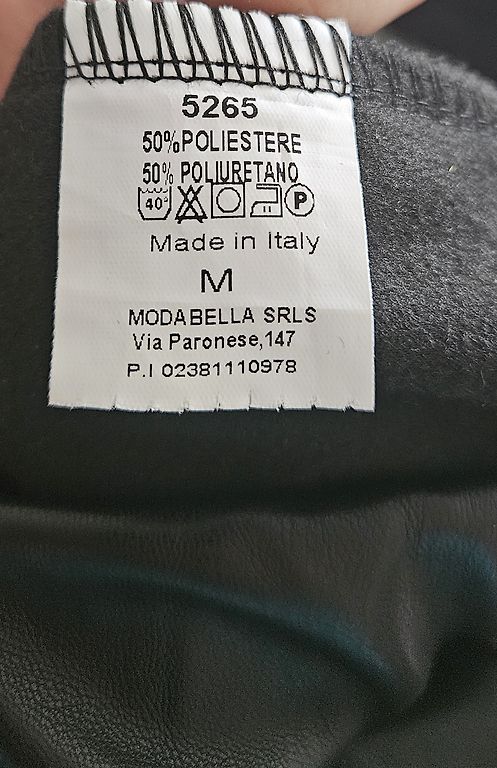 5265
50%POLIESTERE
50% POLIURETANO
40° P
Made in Italy
M
MODABELLA SRLS
Via Paronese,147
P.I 02381110978